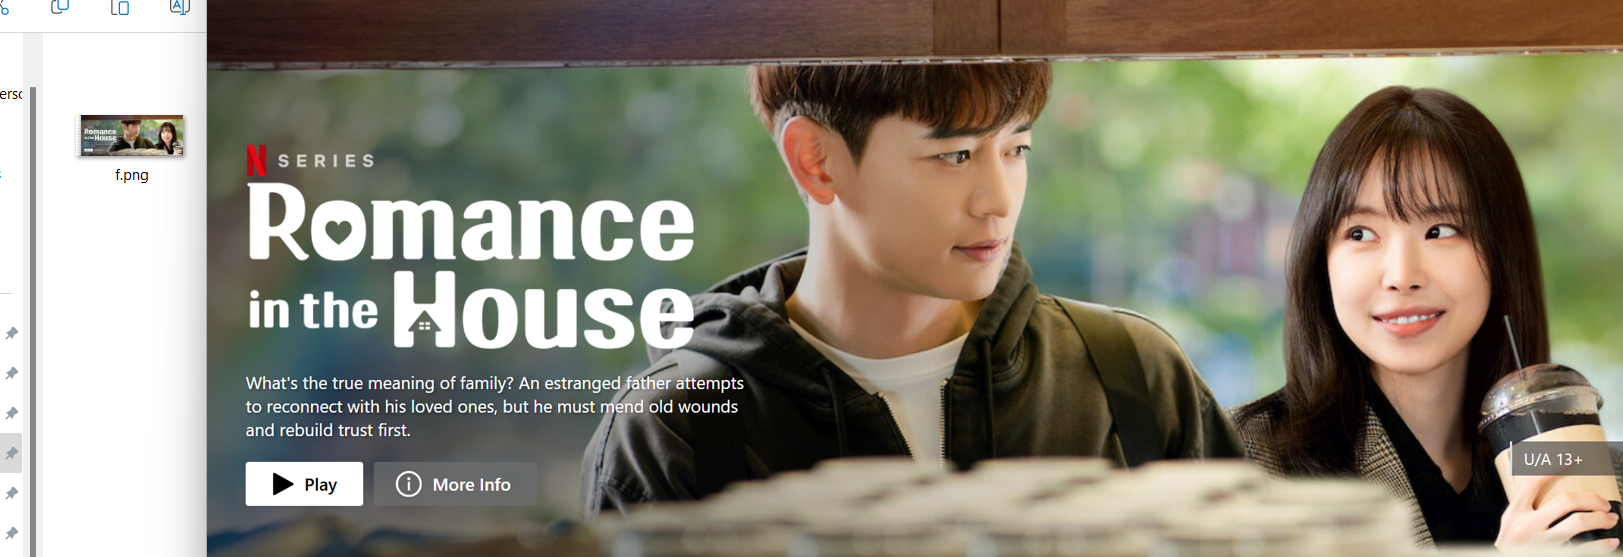 f.png
N SERIES
Romance
in the House
What's the true meaning of family? An estranged father attempts
to reconnect with his loved ones, but he must mend old wounds
and rebuild trust first.
Play
More Info
U/A 13+